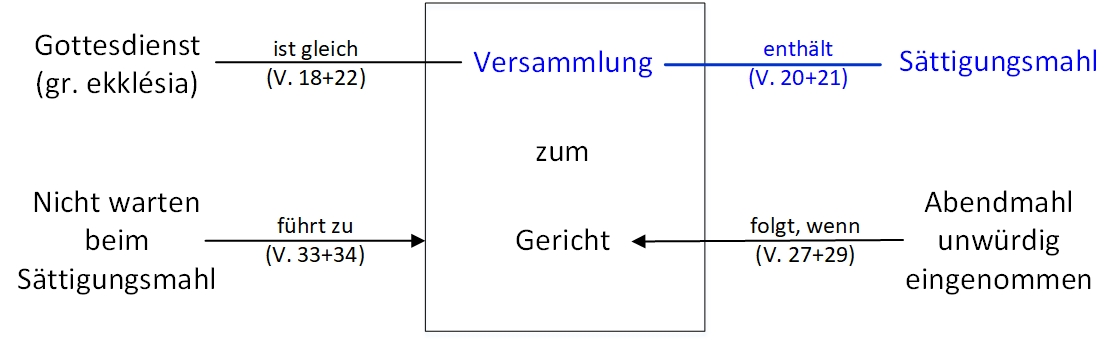 Gottesdienst
(gr. ekklésia)
ist gleich
(V. 18+22)
Versammlung
enthält
(V. 20+21)
Sättigungsmahl
zum
Nicht warten
beim
Sättigungsmahl
führt zu
(V. 33+34)
Gericht
folgt, wenn
(V. 27+29)
Abendmahl
unwürdig
eingenommen